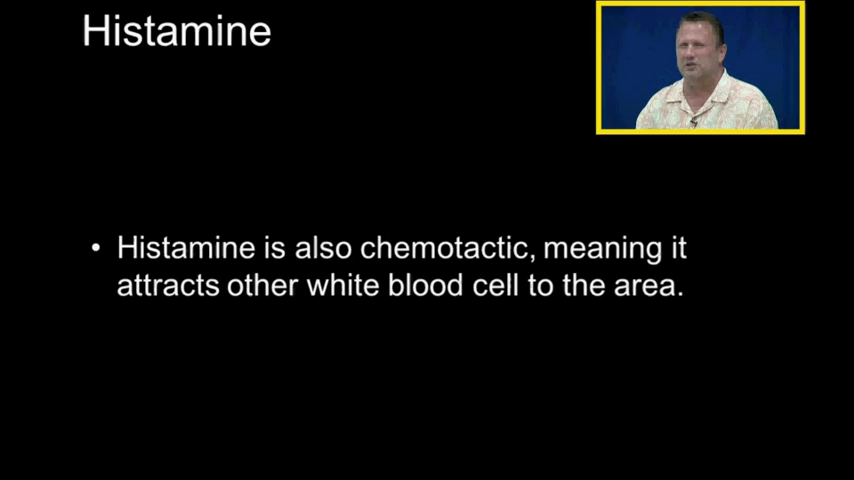 Histamine
• Histamine is also chemotactic, meaning it
attracts other white blood cell to the area.